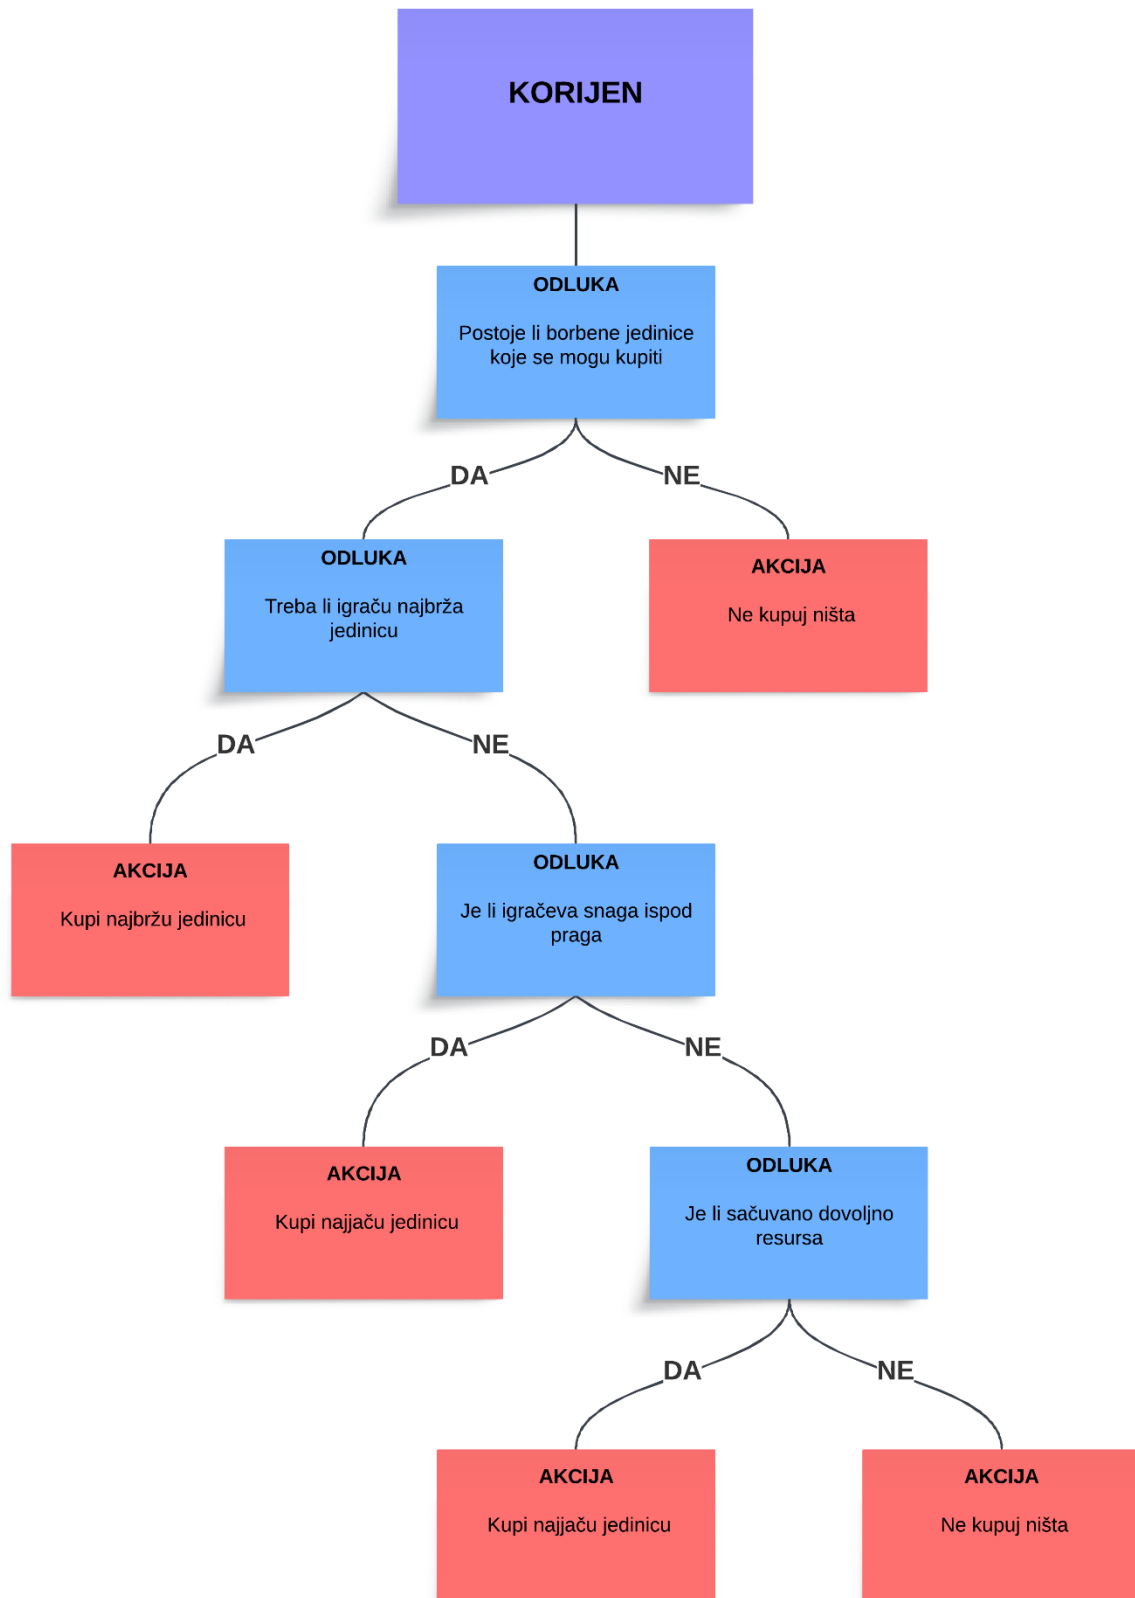 KORIJEN
ODLUKA
Postoje li borbene jedinice
koje se mogu kupiti
DA
NE
ODLUKA
Treba li igraču najbrža
jedinicu
AKCIJA
Ne kupuj ništa
DA
NE
AKCIJA
Kupi najbržu jedinicu
ODLUKA
Je li igračeva snaga ispod
praga
DA
NE
AKCIJA
Kupi najjaču jedinicu
ODLUKA
Je li sačuvano dovoljno
resursa
DA
NE
AKCIJA
Kupi najjaču jedinicu
AKCIJA
Ne kupuj ništa